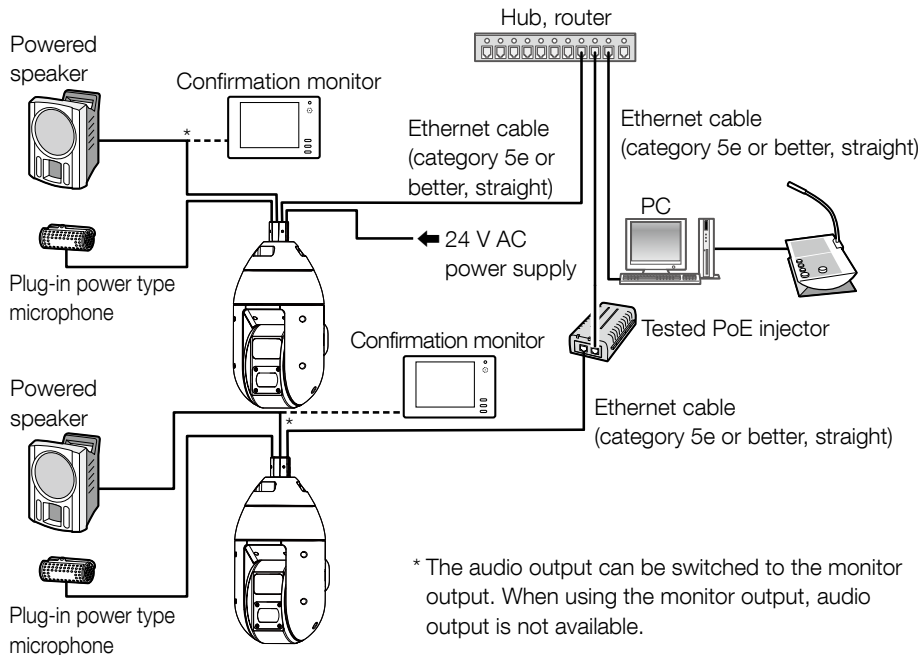 Hub, router
Powered
speaker
Confirmation monitor
*
Ethernet cable
(category 5e or
better, straight)
Ethernet cable
(category 5e or better, straight)
PC
24 V AC
power supply
Plug-in power type
microphone
Tested PoE injector
Confirmation monitor
Powered
speaker
*
Ethernet cable
(category 5e or better, straight)
Plug-in power type
microphone
* The audio output can be switched to the monitor
output. When using the monitor output, audio
output is not available.